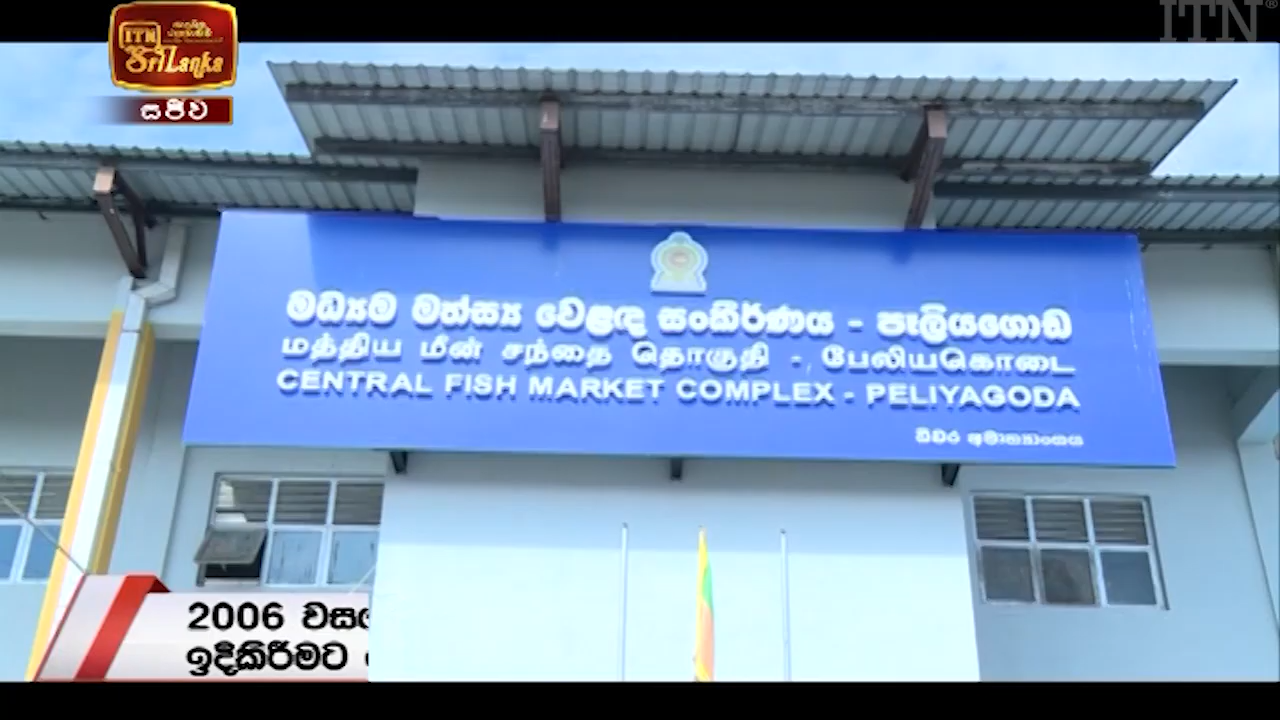 ITN
SriLanka
සජීව
ITN
මධ්‍යම මත්ස්‍ය වෙළඳ සංකීර්ණය - පෑලියගොඩ
மத்திய மீன் சந்தை தொகுதி - பேலியகொடை
CENTRAL FISH MARKET COMPLEX - PELIYAGODA
ධීවර අමාත්‍යාංශය
2006
ඉදිකිරීමට